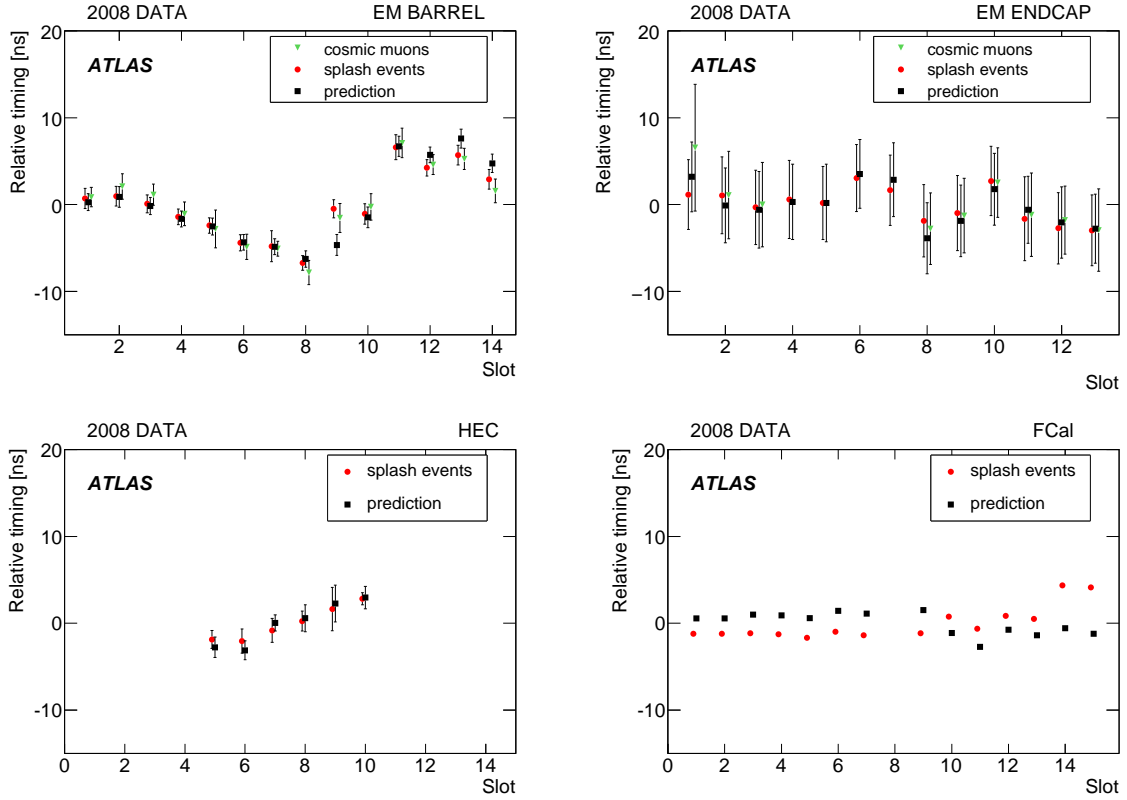 2008 DATA EM BARREL
Relative timing [ns]
ATLAS
cosmic muons
splash events
prediction
20
10
0
-10
2 4 6 8 10 12 14
Slot
2008 DATA EM ENDCAP
Relative timing [ns]
ATLAS
cosmic muons
splash events
prediction
20
10
0
−10
2 4 6 8 10 12
Slot
2008 DATA HEC
Relative timing [ns]
ATLAS
splash events
prediction
20
10
0
-10
0 2 4 6 8 10 12 14
Slot
2008 DATA FCal
Relative timing [ns]
ATLAS
splash events
prediction
20
10
0
-10
0 2 4 6 8 10 12 14
Slot